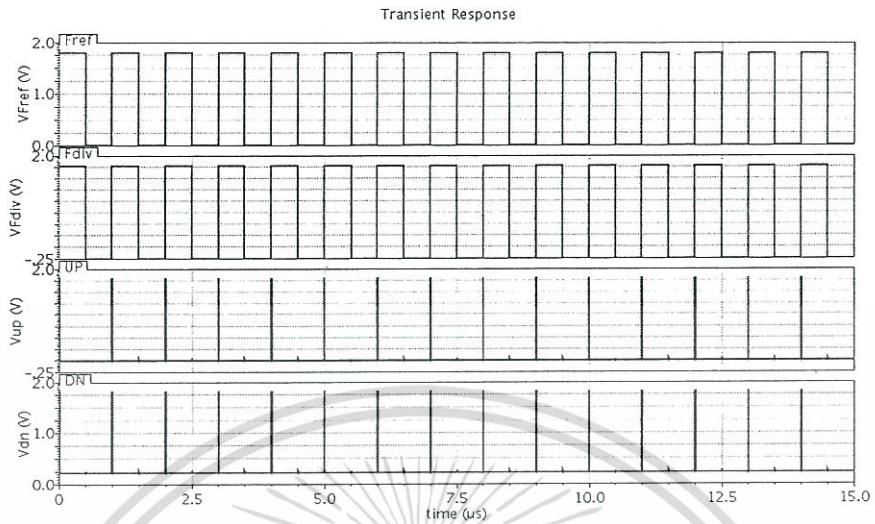 Transient Response
Fref
2.0
1.0
0.0
VFref (V)
Fdiv
2.0
-.25
VFdiv (V)
UP
2.0
-.25
Vup (V)
DN
2.0
1.0
0.0
Vdn (V)
0 2.5 5.0 7.5 10.0 12.5 15.0
time (us)